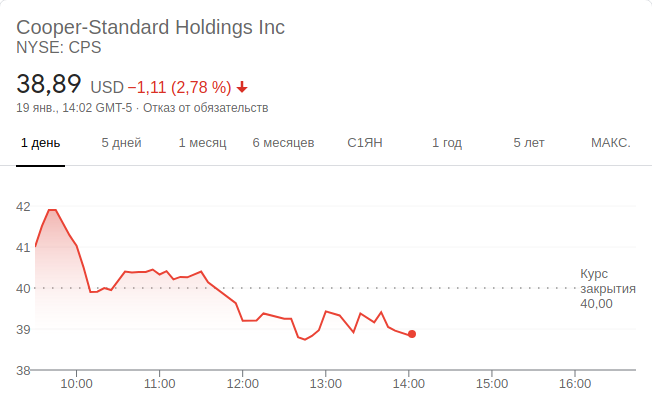 Cooper-Standard Holdings Inc
NYSE: CPS
38,89 USD −1,11 (2,78 %)
19 янв., 14:02 GMT-5 · Отказ от обязательств
1 день 5 дней 1 месяц 6 месяцев С1ЯН 1 год 5 лет МАКС.
42
41
40
39
38
Курс
закрытия
40,00
10:00 11:00 12:00 13:00 14:00 15:00 16:00